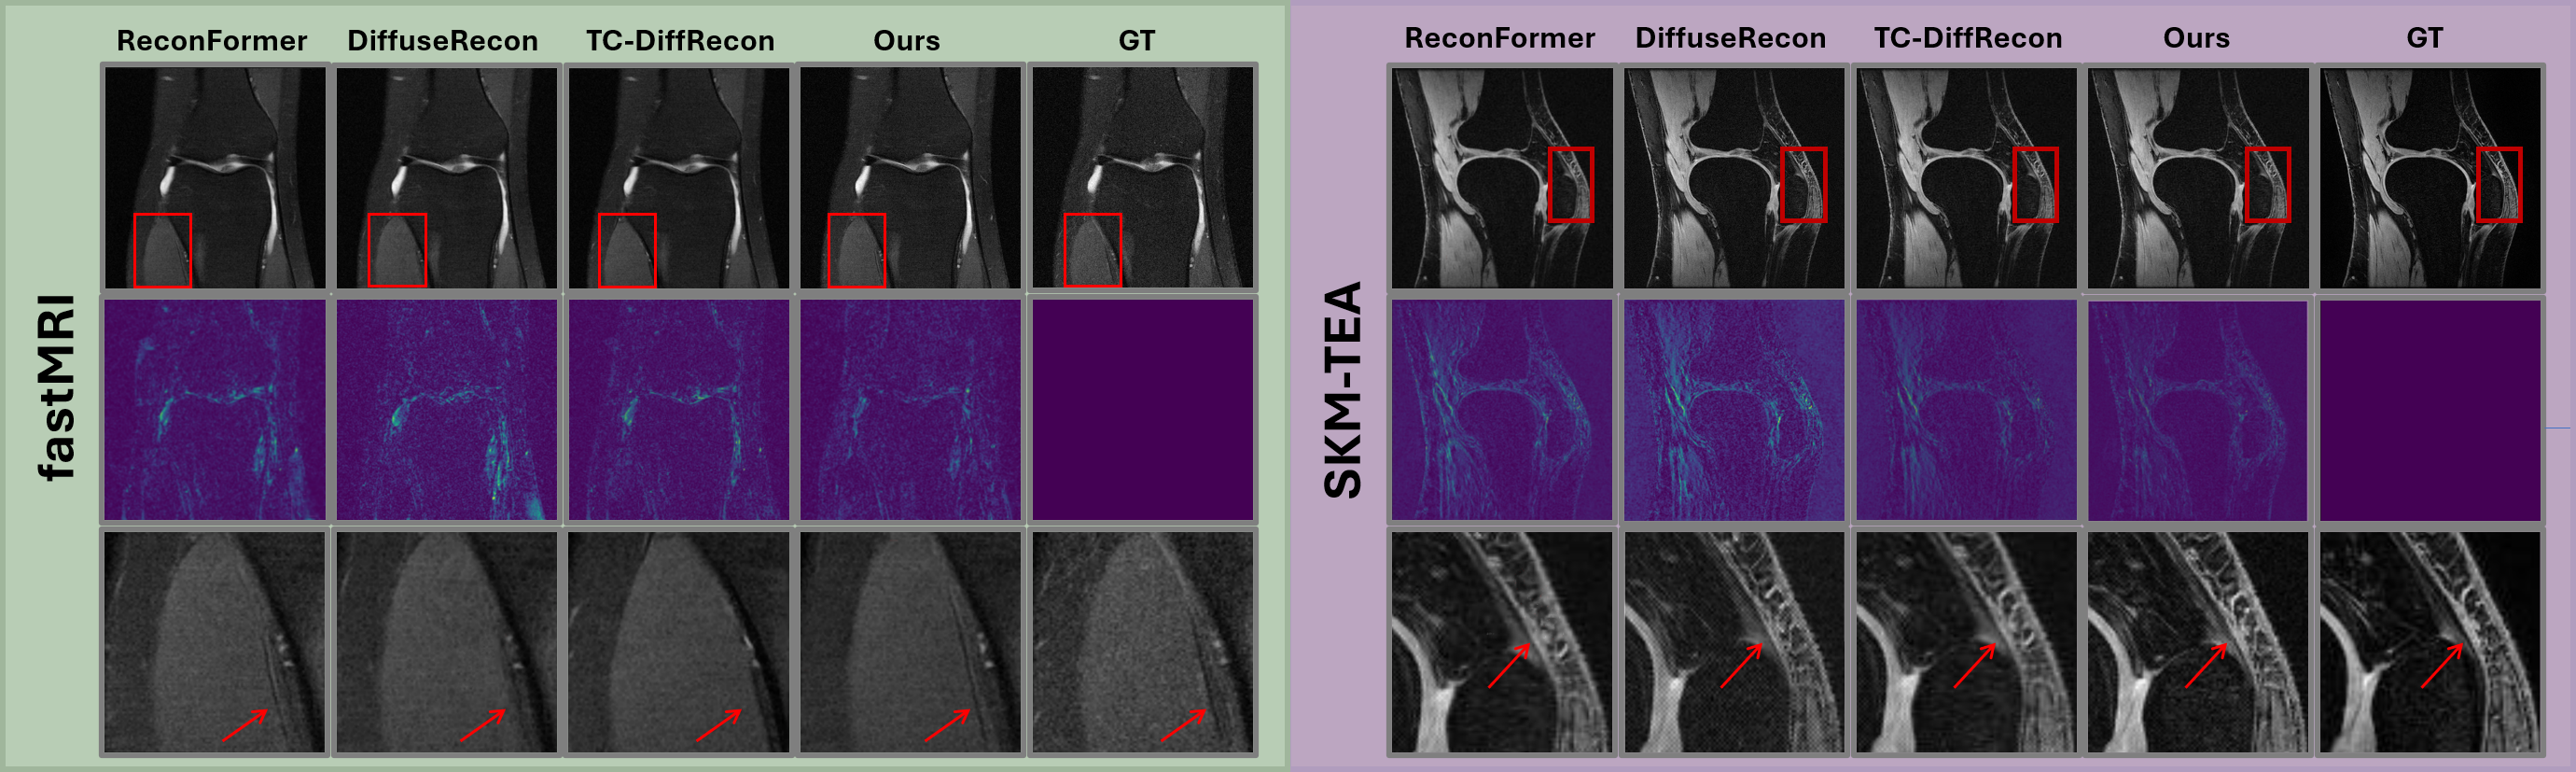 ReconFormer DiffuseRecon TC-DiffRecon Ours GT
fastMRI
ReconFormer DiffuseRecon TC-DiffRecon Ours GT
SKM-TEA